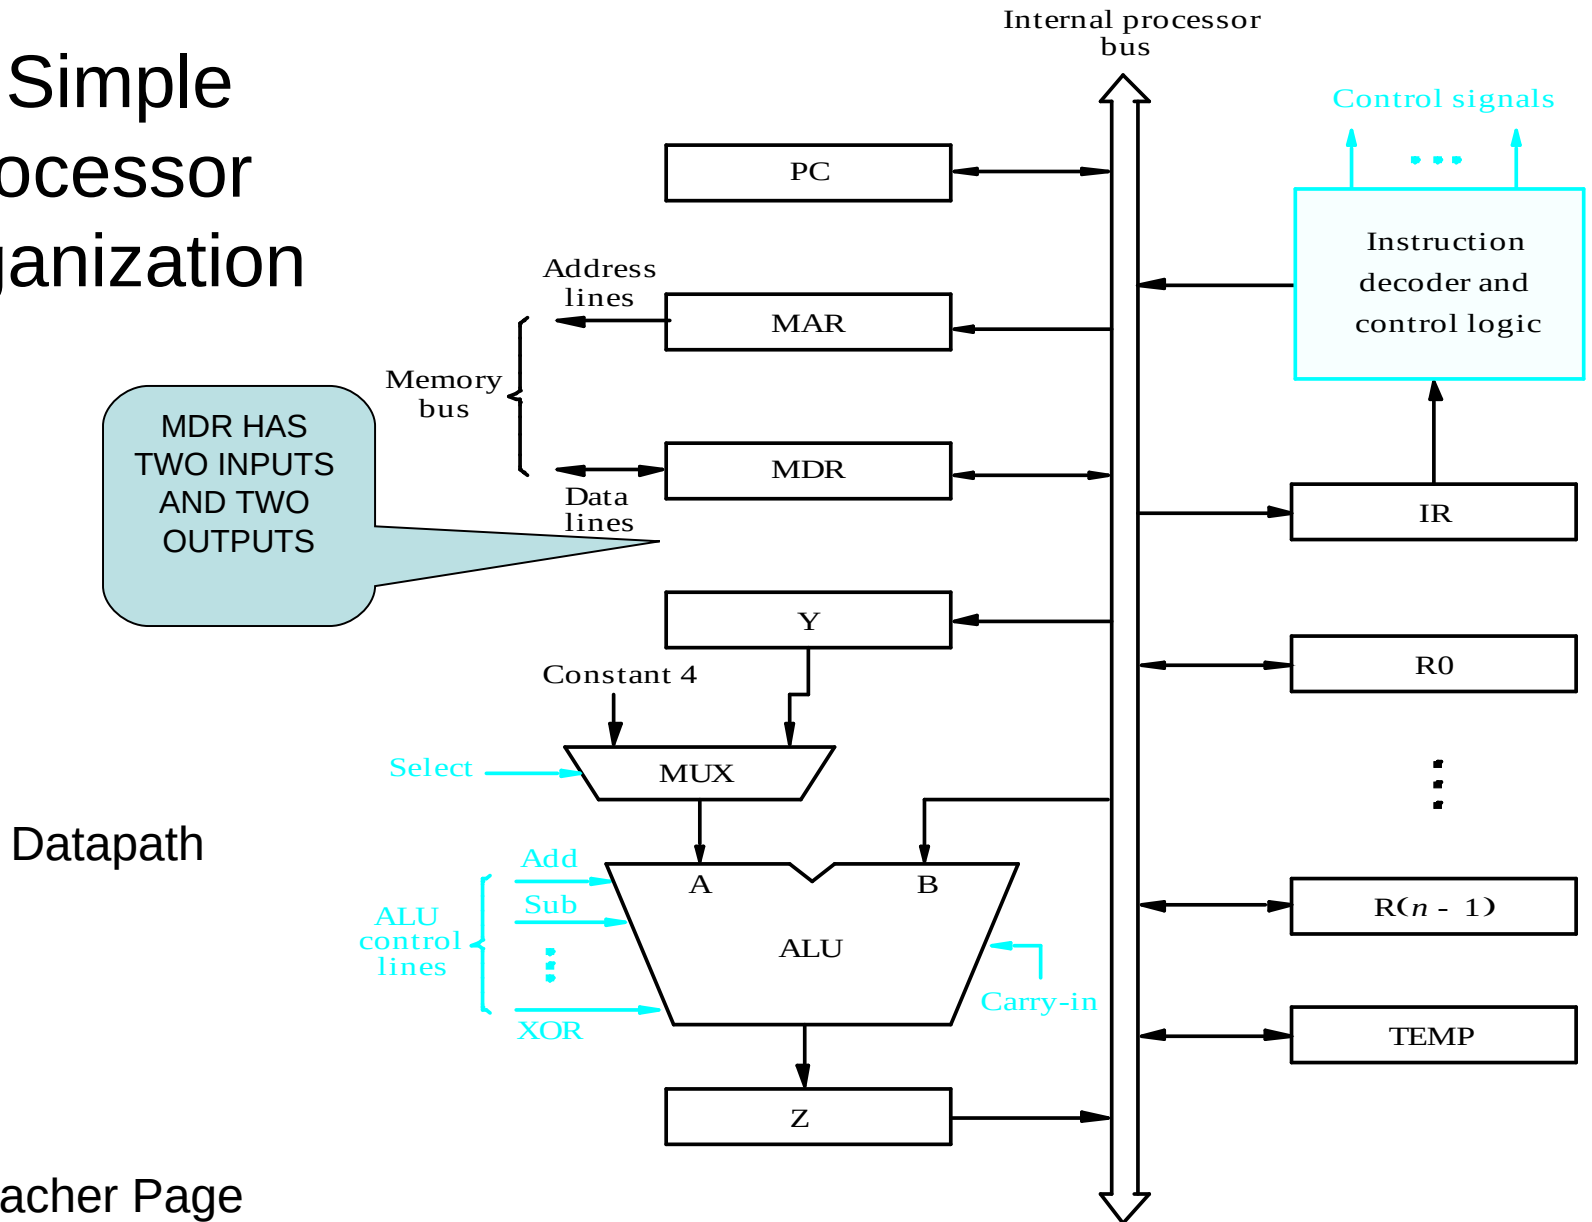 Simple
ocessor
ganization
Internal processor
bus
Control signals
PC
Instruction
decoder and
control logic
Address
lines
MAR
Memory
bus
MDR HAS
TWO INPUTS
AND TWO
OUTPUTS
MDR
Data
lines
IR
Y
Constant 4
R0
Select
MUX
Datapath
Add
A
B
R(n - 1)
Sub
ALU
control
lines
ALU
Carry-in
XOR
TEMP
Z
acher Page